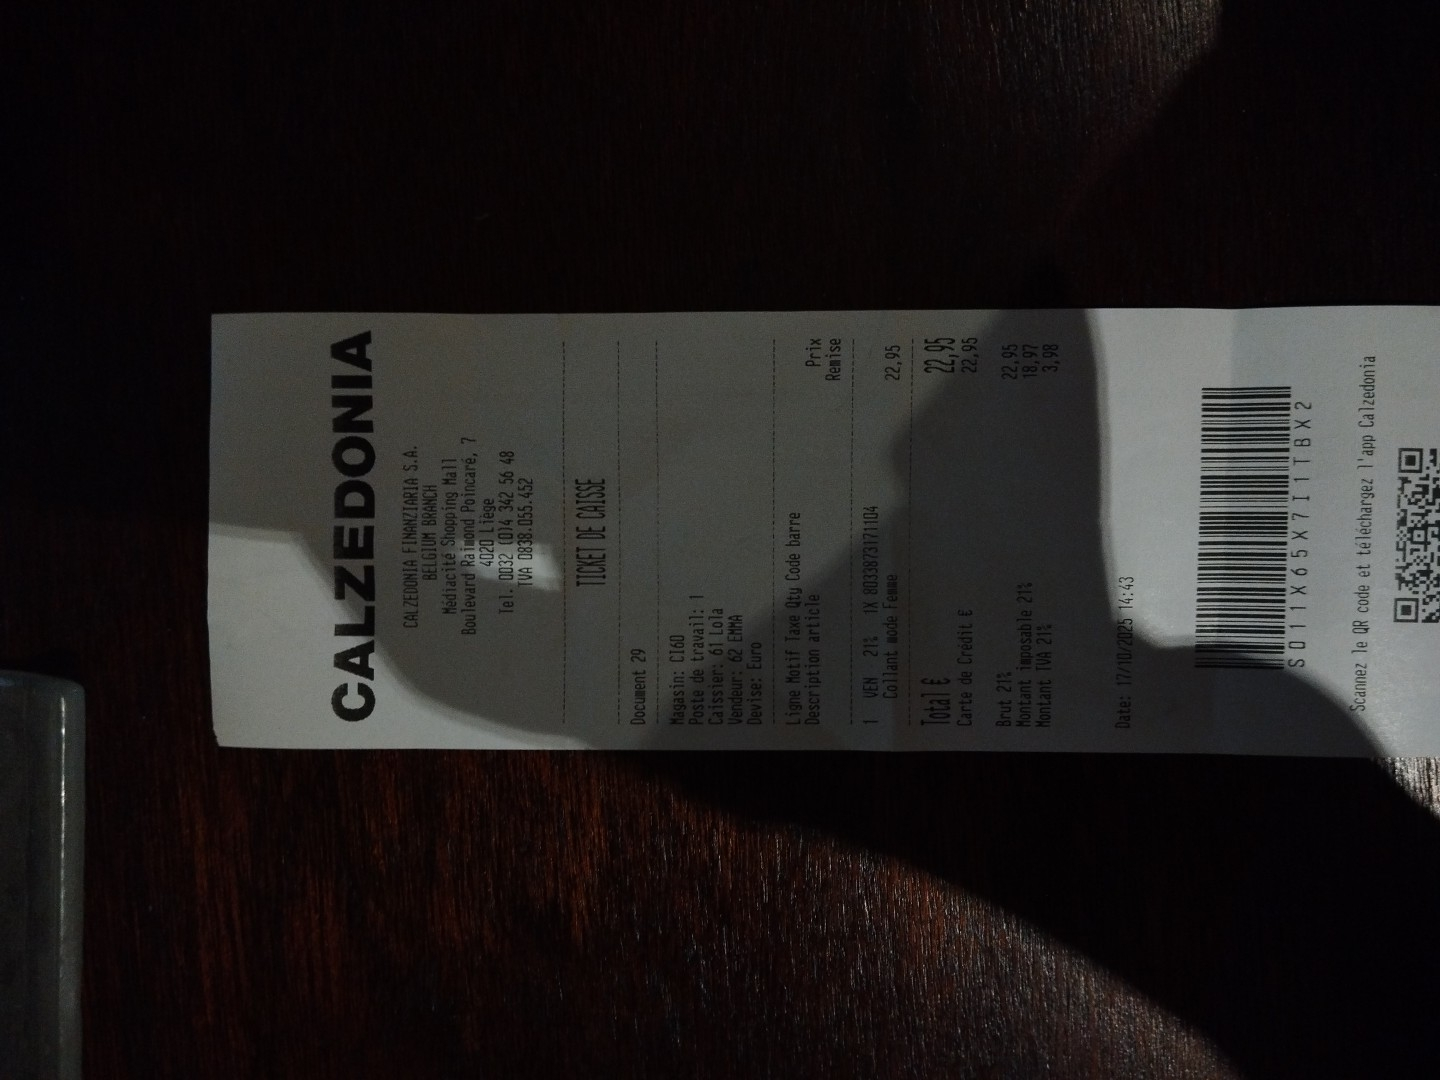 CALZEDONIA
CALZEDONIA FINANZIARIA S.A.
BELGIUM BRANCH
Médiacité Shopping Mall
Boulevard Raimond Poincaré, 7
4020 Liège
Tel. 0032 (0)4 342 56 48
TVA 0838.055.452
TICKET DE CAISSE
Document 29
Magasin: CI60
Poste de travail: 1
Caissier: 61 Lola
Vendeur: 62 EMMA
Devise: Euro
Ligne Motif Taxe Qty Code barre Prix
Description article Remise
1 VEN 21% 1X 8033873171104
Collant mode Femme 22,95
Total € 22,95
Carte de Crédit € 22,95
Brut 21% 22,95
Montant imposable 21% 18,97
Montant TVA 21% 3,98
Date: 17/10/2025 14:43
S011X65X7I1TBX2
Scannez le QR code et téléchargez l'app Calzedonia